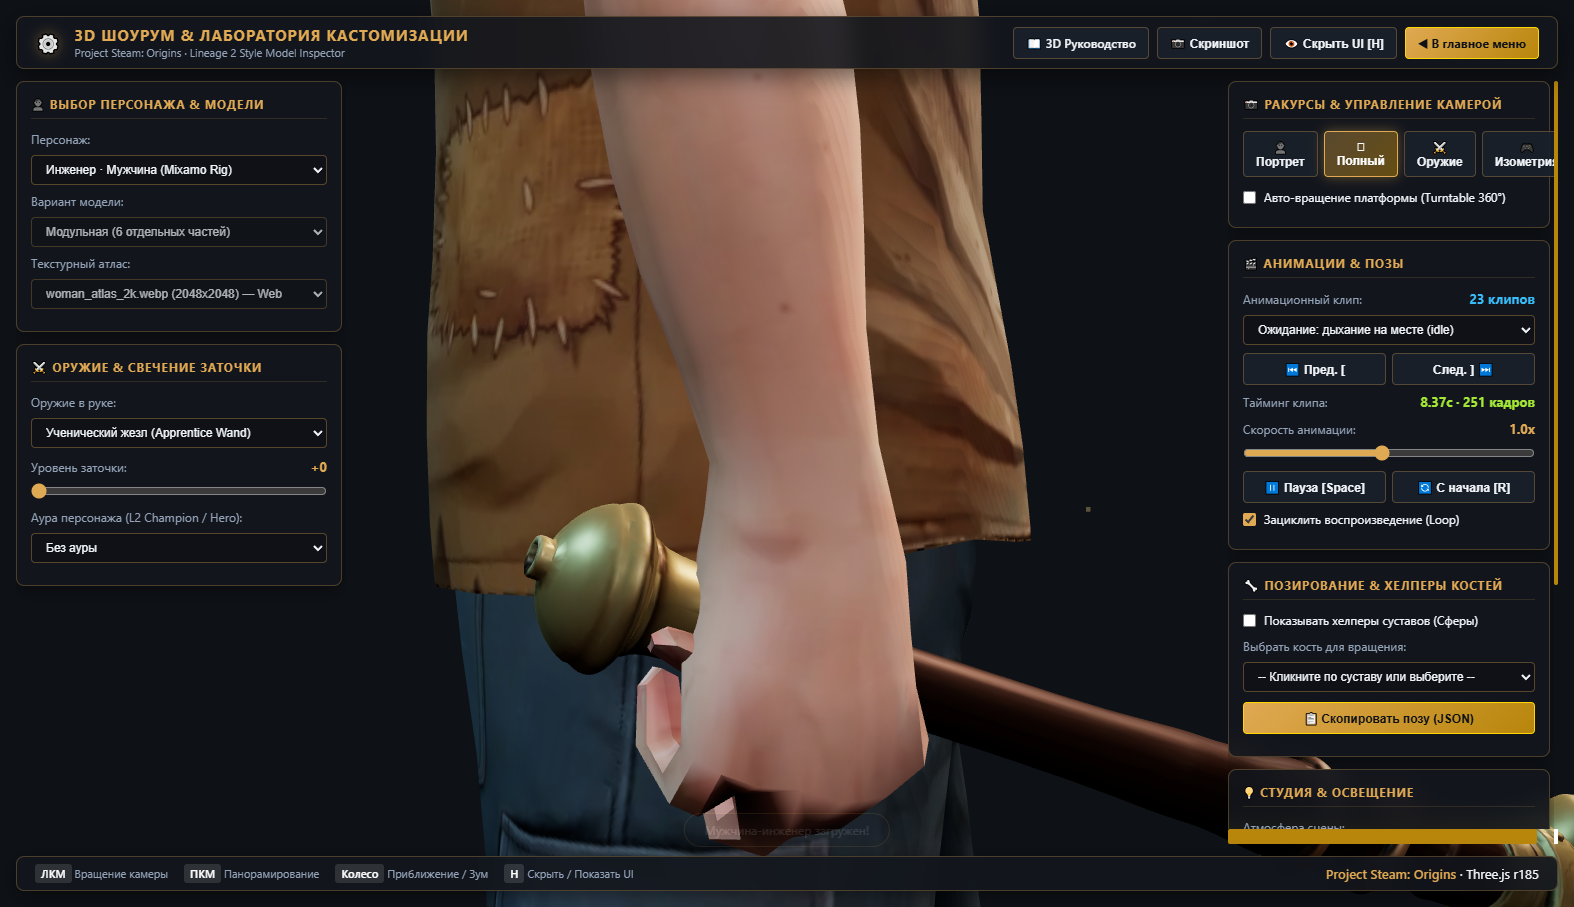 3D ШОУРУМ & ЛАБОРАТОРИЯ КАСТОМИЗАЦИИ
Project Steam: Origins · Lineage 2 Style Model Inspector
3D Руководство
Скриншот
Скрыть UI [H]
В главное меню
ВЫБОР ПЕРСОНАЖА & МОДЕЛИ
Персонаж:
Инженер · Мужчина (Mixamo Rig)
Вариант модели:
Модульная (6 отдельных частей)
Текстурный атлас:
woman_atlas_2k.webp (2048x2048) — Web
ОРУЖИЕ & СВЕЧЕНИЕ ЗАТОЧКИ
Оружие в руке:
Ученический жезл (Apprentice Wand)
Уровень заточки:
+0
Аура персонажа (L2 Champion / Hero):
Без ауры
РАКУРСЫ & УПРАВЛЕНИЕ КАМЕРОЙ
Портрет
Полный
Оружие
Изометрия
Авто-вращение платформы (Turntable 360°)
АНИМАЦИИ & ПОЗЫ
Анимационный клип:
23 клипов
Ожидание: дыхание на месте (idle)
Пред. [
След. ]
Тайминг клипа:
8.37с · 251 кадров
Скорость анимации:
1.0x
Пауза [Space]
С начала [R]
Зациклить воспроизведение (Loop)
ПОЗИРОВАНИЕ & ХЕЛПЕРЫ КОСТЕЙ
Показывать хелперы суставов (Сферы)
Выбрать кость для вращения:
-- Кликните по суставу или выберите --
Скопировать позу (JSON)
СТУДИЯ & ОСВЕЩЕНИЕ
Атмосфера сцены:
Мужчина-инженер загружен!
ЛКМ Вращение камеры
ПКМ Панорамирование
Колесо Приближение / Зум
H Скрыть / Показать UI
Project Steam: Origins · Three.js r185